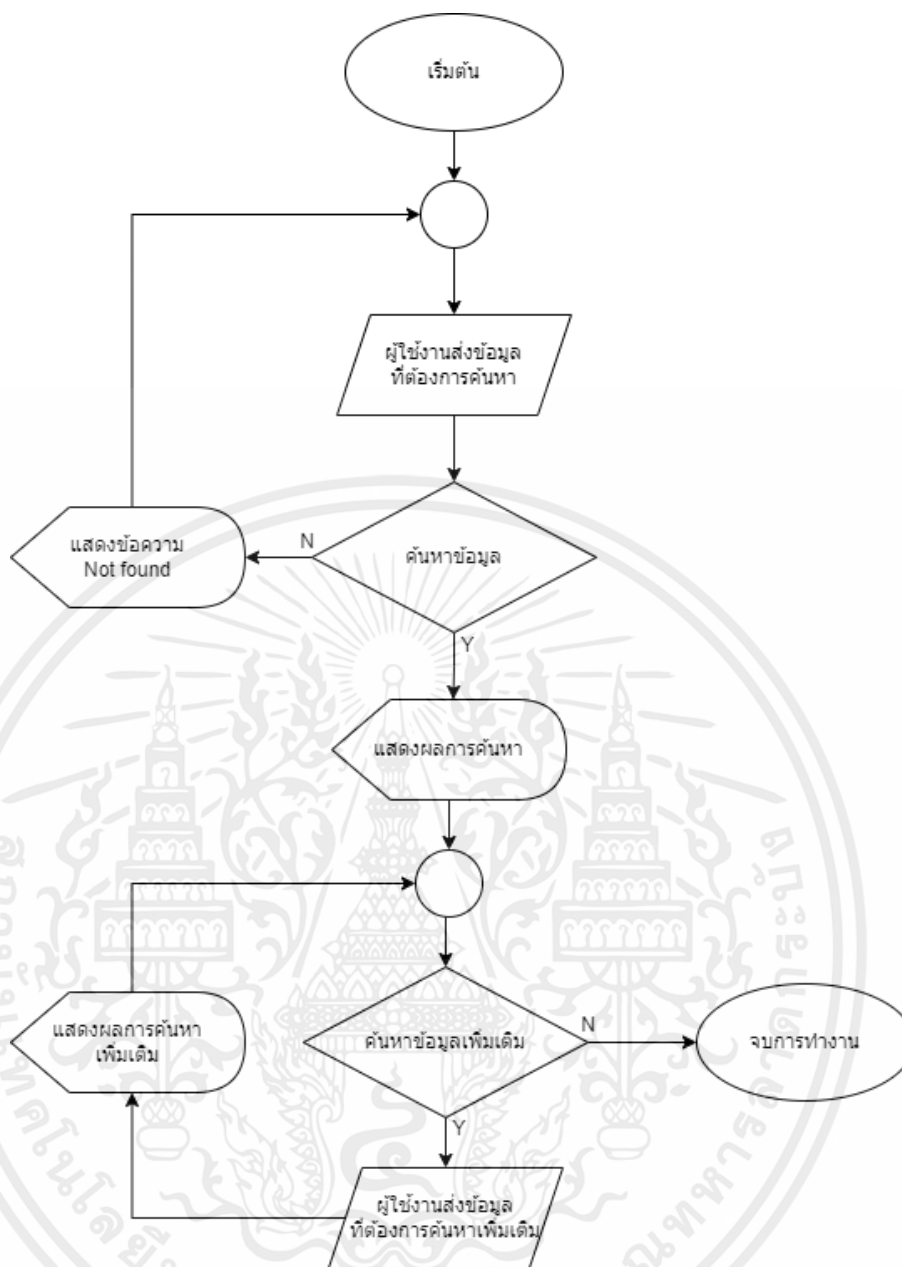 เริ่มต้น
ผู้ใช้งานส่งข้อมูล
ที่ต้องการค้นหา
แสดงข้อความ
Not found
N
ค้นหาข้อมูล
Y
แสดงผลการค้นหา
แสดงผลการค้นหา
เพิ่มเติม
ค้นหาข้อมูลเพิ่มเติม
N
จบการทำงาน
Y
ผู้ใช้งานส่งข้อมูล
ที่ต้องการค้นหาเพิ่มเติม